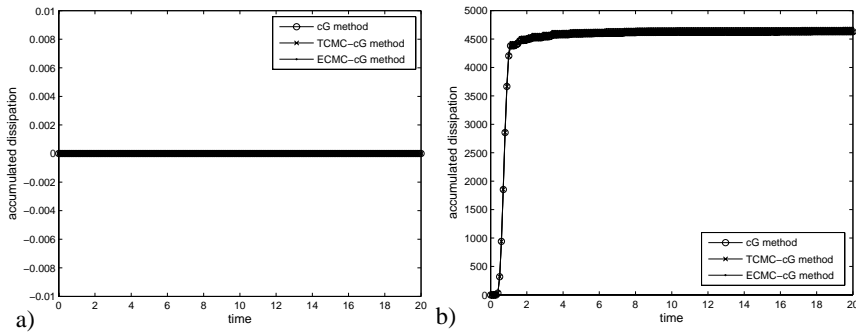 0.01
0.008
0.006
0.004
0.002
0
−0.002
−0.004
−0.006
−0.008
−0.01
0 2 4 6 8 10 12 14 16 18 20
time
accumulated dissipation
cG method
TCMC−cG method
ECMC−cG method
a)
5000
4500
4000
3500
3000
2500
2000
1500
1000
500
0
0 2 4 6 8 10 12 14 16 18 20
time
accumulated dissipation
cG method
TCMC−cG method
ECMC−cG method
b)